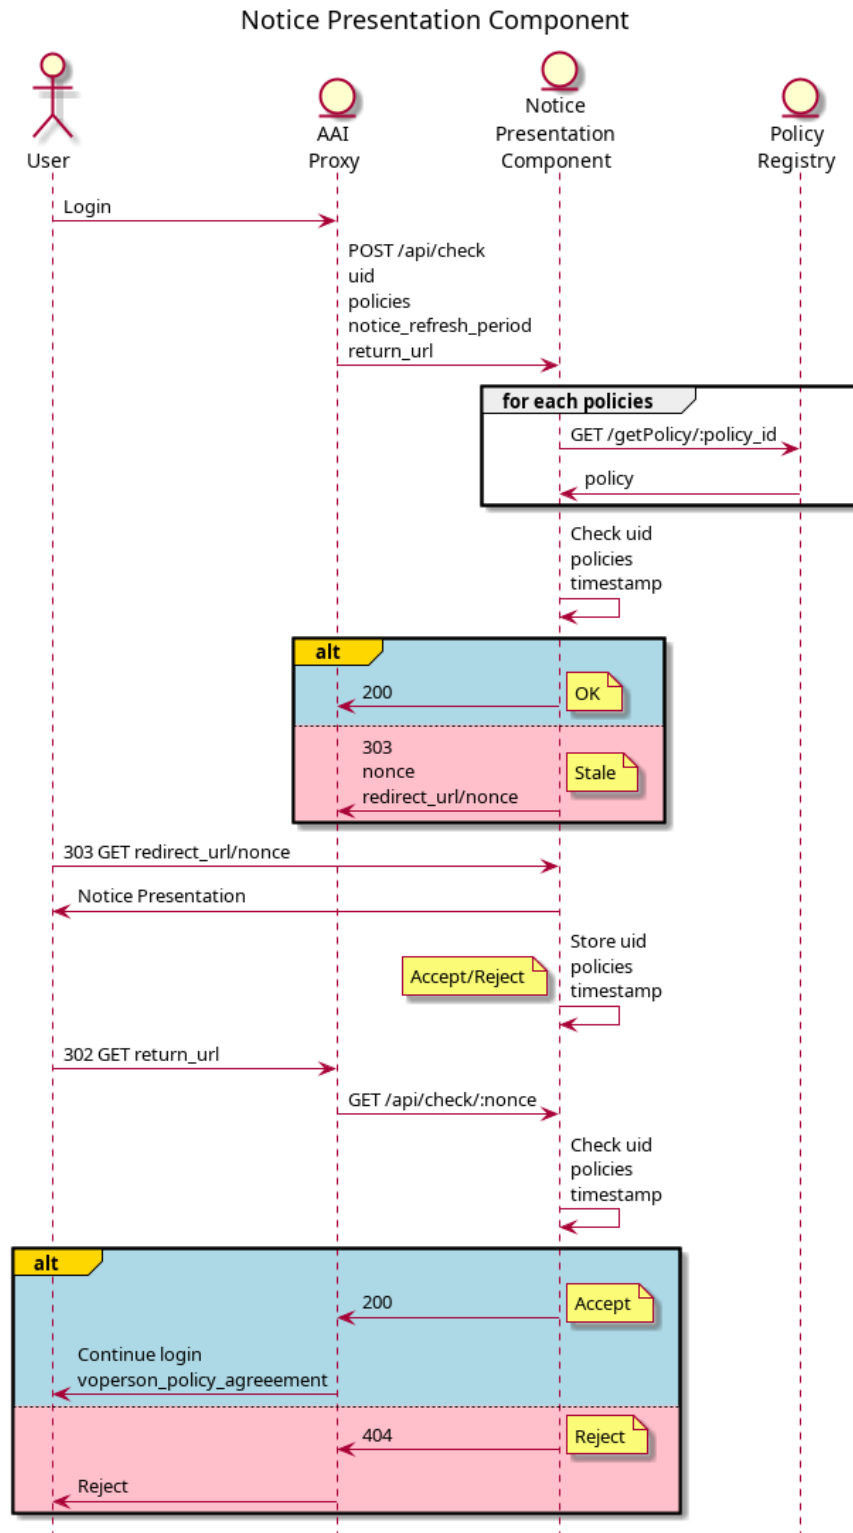 Notice Presentation Component
User
AAI
Proxy
Notice
Presentation
Component
Policy
Registry
Login
POST /api/check
uid
policies
notice_refresh_period
return_url
for each policies
GET /getPolicy/:policy_id
policy
Check uid
policies
timestamp
alt
200
OK
303
nonce
redirect_url/nonce
Stale
303 GET redirect_url/nonce
Notice Presentation
Store uid
policies
timestamp
Accept/Reject
302 GET return_url
GET /api/check/:nonce
Check uid
policies
timestamp
alt
200
Accept
Continue login
voperson_policy_agreeement
404
Reject
Reject